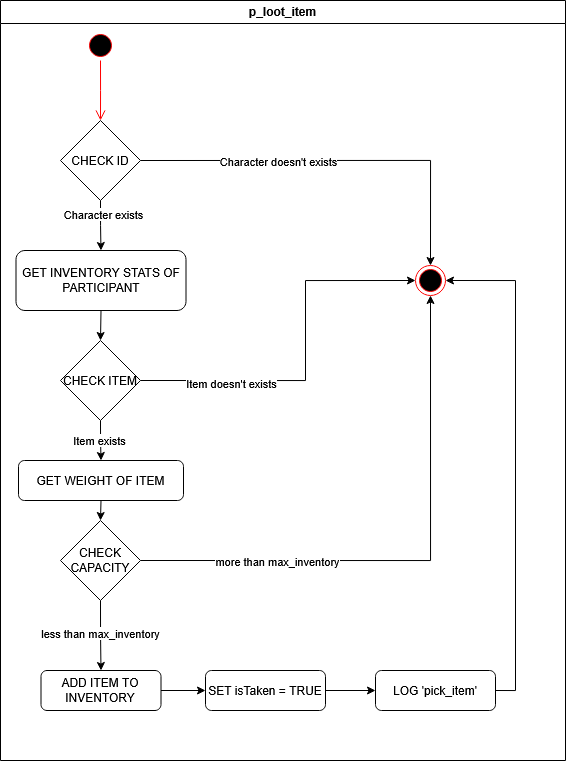 p_loot_item
CHECK ID
Character doesn't exists
Character exists
GET INVENTORY STATS OF
PARTICIPANT
CHECK ITEM
Item doesn't exists
Item exists
GET WEIGHT OF ITEM
CHECK
CAPACITY
more than max_inventory
less than max_inventory
ADD ITEM TO
INVENTORY
SET isTaken = TRUE
LOG 'pick_item'